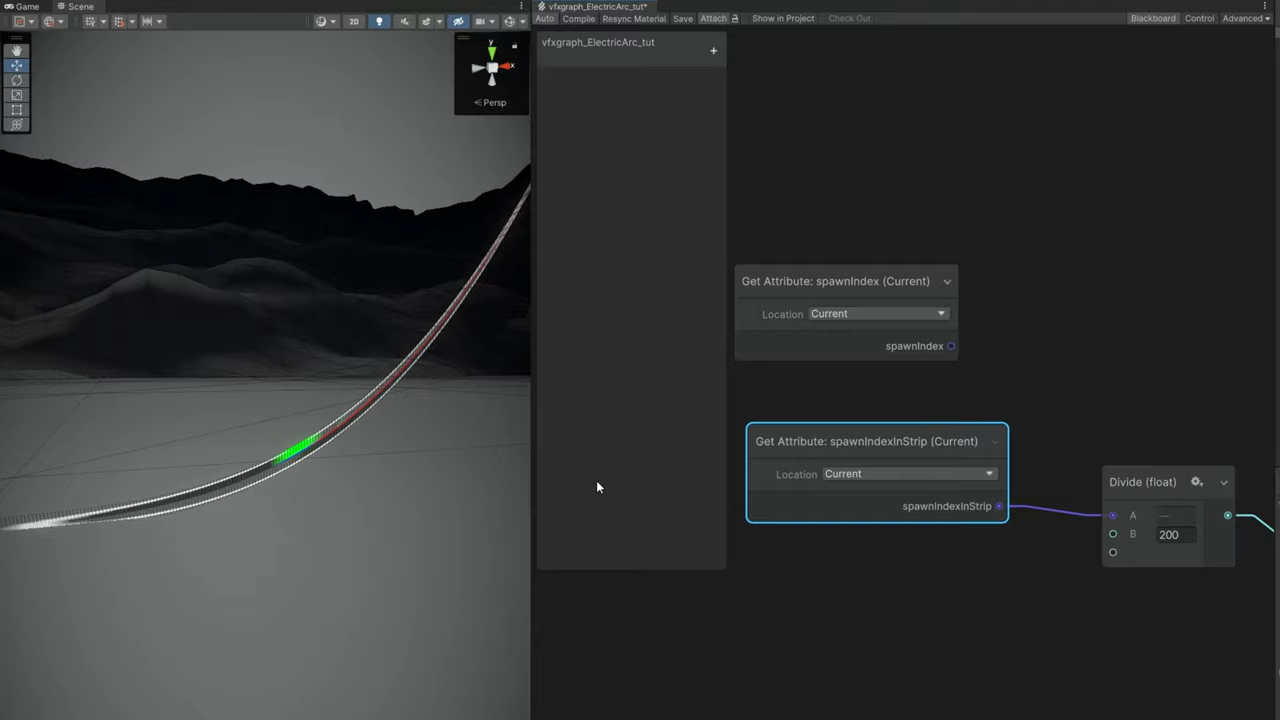 Game
Scene
vfxgraph_ElectricArc_tut*
2D
Auto
Compile
Resync Material
Save
Attach
Show in Project
Check Out
Blackboard
Control
Advanced
vfxgraph_ElectricArc_tut
+
y
x
Persp
Get Attribute: spawnIndex (Current)
Location
Current
spawnIndex
Get Attribute: spawnIndexInStrip (Current)
Location
Current
spawnIndexInStrip
Divide (float)
A
B
200